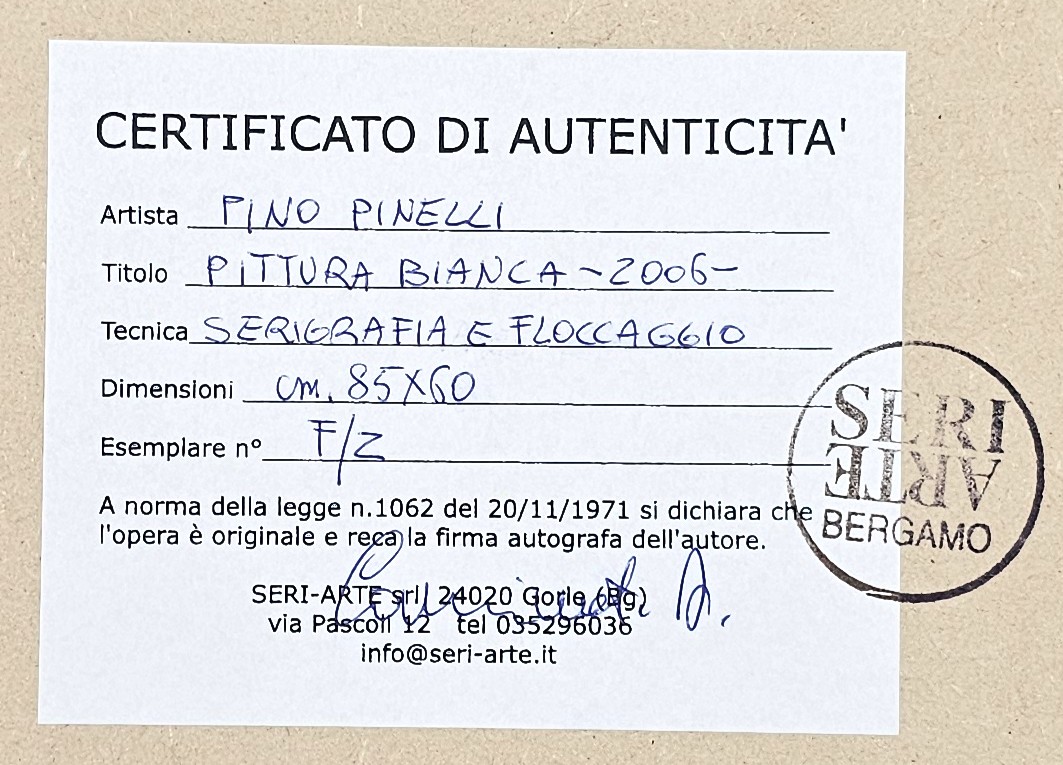 CERTIFICATO DI AUTENTICITA'
Artista PINO PINELLI
Titolo PITTURA BIANCA -2006-
Tecnica SERIGRAFIA E FLOCCAGGIO
Dimensioni cm. 85X60
Esemplare n° F/Z
A norma della legge n.1062 del 20/11/1971 si dichiara che
l'opera è originale e reca la firma autografa dell'autore.
SERI-ARTE srl 24020 Gorle (Bg)
via Pascoli 12 tel 035296036
info@seri-arte.it
SERI
ARTE
BERGAMO